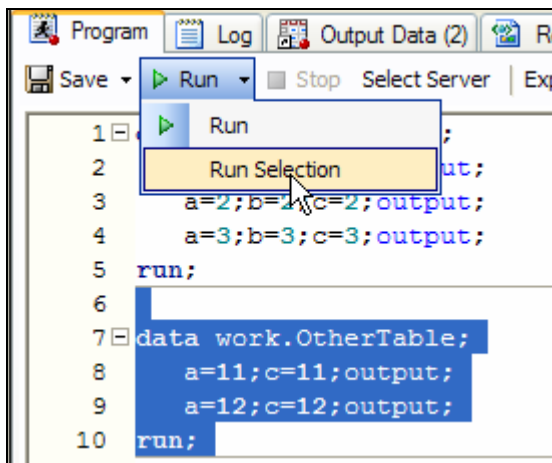 Program Log Output Data (2) R
Save Run Stop Select Server Exp
Run
Run Selection
1 ;
2 ut;
3 a=2;b=2;c=2;output;
4 a=3;b=3;c=3;output;
5 run;
6
7 data work.OtherTable;
8 a=11;c=11;output;
9 a=12;c=12;output;
10 run;